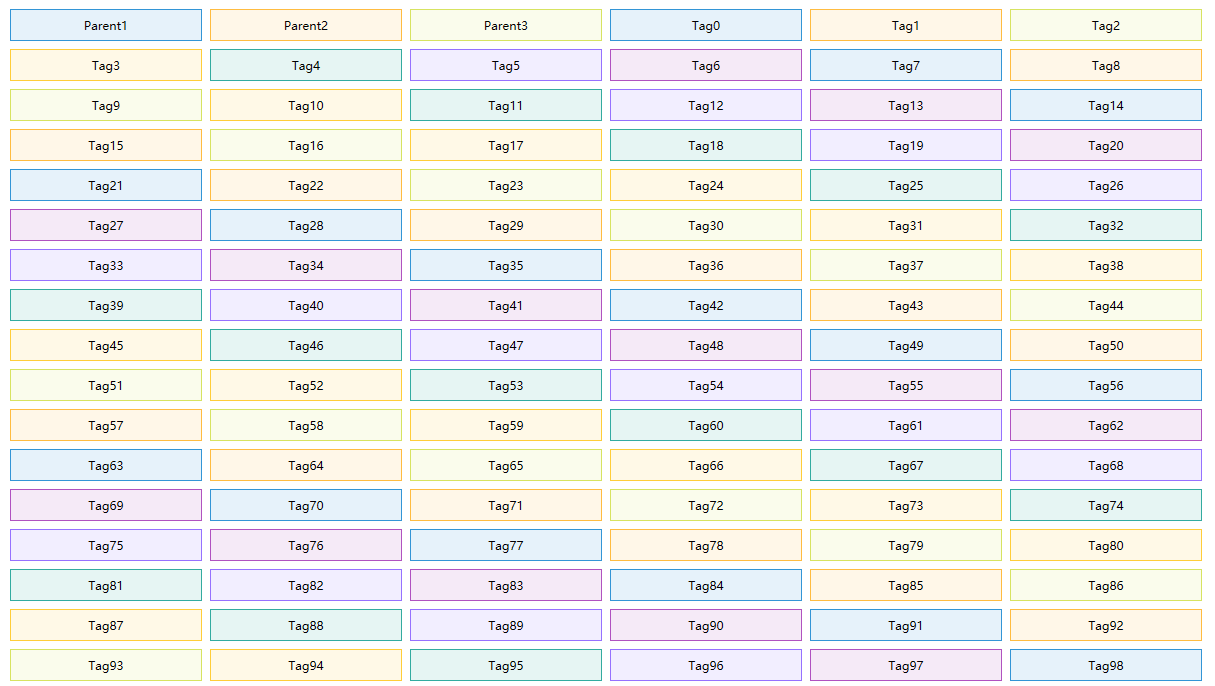 Parent1 Parent2 Parent3 Tag0 Tag1 Tag2
Tag3 Tag4 Tag5 Tag6 Tag7 Tag8
Tag9 Tag10 Tag11 Tag12 Tag13 Tag14
Tag15 Tag16 Tag17 Tag18 Tag19 Tag20
Tag21 Tag22 Tag23 Tag24 Tag25 Tag26
Tag27 Tag28 Tag29 Tag30 Tag31 Tag32
Tag33 Tag34 Tag35 Tag36 Tag37 Tag38
Tag39 Tag40 Tag41 Tag42 Tag43 Tag44
Tag45 Tag46 Tag47 Tag48 Tag49 Tag50
Tag51 Tag52 Tag53 Tag54 Tag55 Tag56
Tag57 Tag58 Tag59 Tag60 Tag61 Tag62
Tag63 Tag64 Tag65 Tag66 Tag67 Tag68
Tag69 Tag70 Tag71 Tag72 Tag73 Tag74
Tag75 Tag76 Tag77 Tag78 Tag79 Tag80
Tag81 Tag82 Tag83 Tag84 Tag85 Tag86
Tag87 Tag88 Tag89 Tag90 Tag91 Tag92
Tag93 Tag94 Tag95 Tag96 Tag97 Tag98